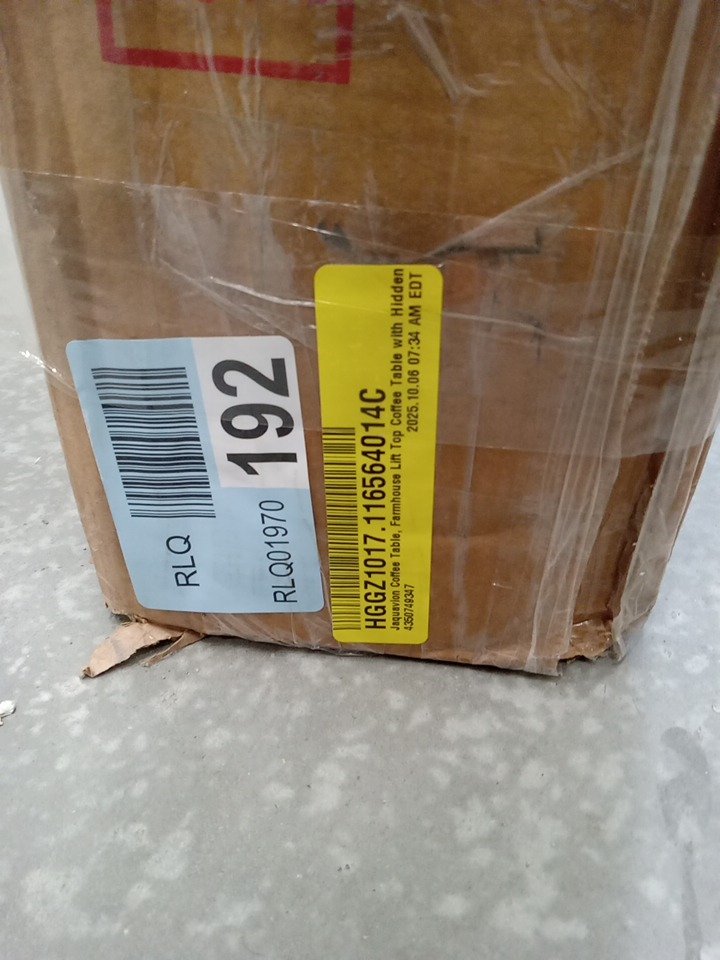 RLQ
192
RLQ01970
HGGZ1017.116564014C
Jaquavion Coffee Table, Farmhouse Lift Top Coffee Table with Hidden
4350749347
2025.10.06 07:34 AM EDT